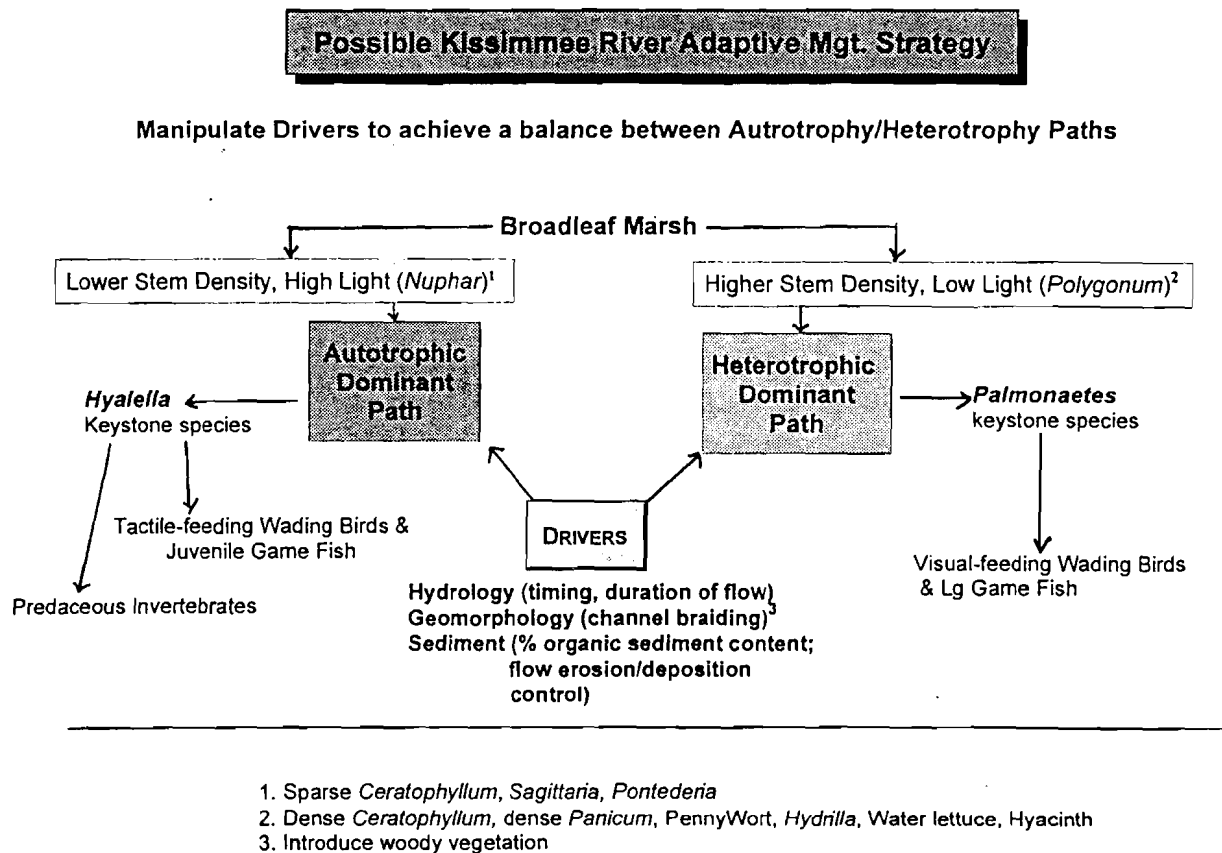 Possible Kissimmee River Adaptive Mgt. Strategy
Manipulate Drivers to achieve a balance between Autrotrophy/Heterotrophy Paths
Broadleaf Marsh
Lower Stem Density, High Light (Nuphar)¹
Higher Stem Density, Low Light (Polygonum)²
Autotrophic
Dominant
Path
Heterotrophic
Dominant
Path
Hyalella
Keystone species
Palmonaetes
keystone species
Tactile-feeding Wading Birds &
Juvenile Game Fish
Predaceous Invertebrates
DRIVERS
Visual-feeding Wading Birds
& Lg Game Fish
Hydrology (timing, duration of flow)
Geomorphology (channel braiding)³
Sediment (% organic sediment content;
flow erosion/deposition
control)
1. Sparse Ceratophyllum, Sagittaria, Pontederia
2. Dense Ceratophyllum, dense Panicum, PennyWort, Hydrilla, Water lettuce, Hyacinth
3. Introduce woody vegetation